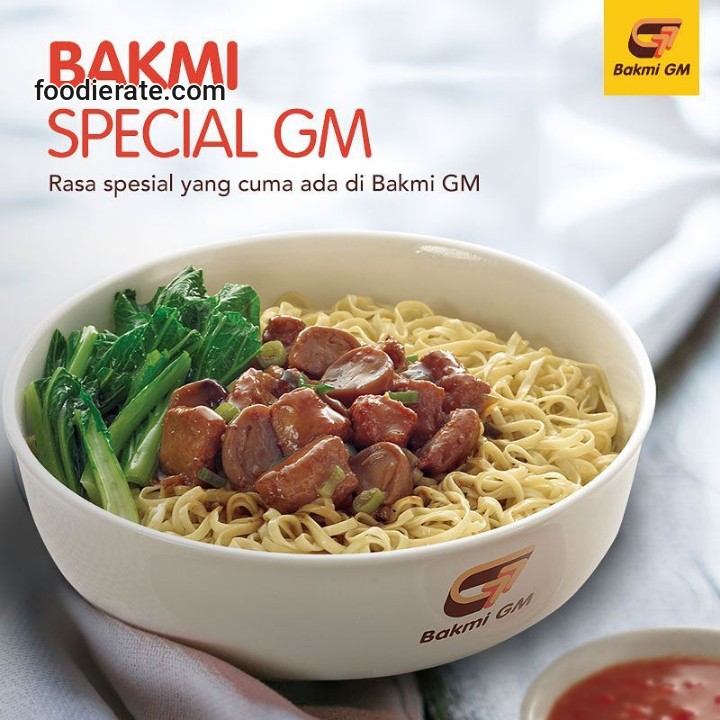 BAKMI
foodierate.com
SPECIAL GM
Rasa spesial yang cuma ada di Bakmi GM
Bakmi GM
Bakmi GM